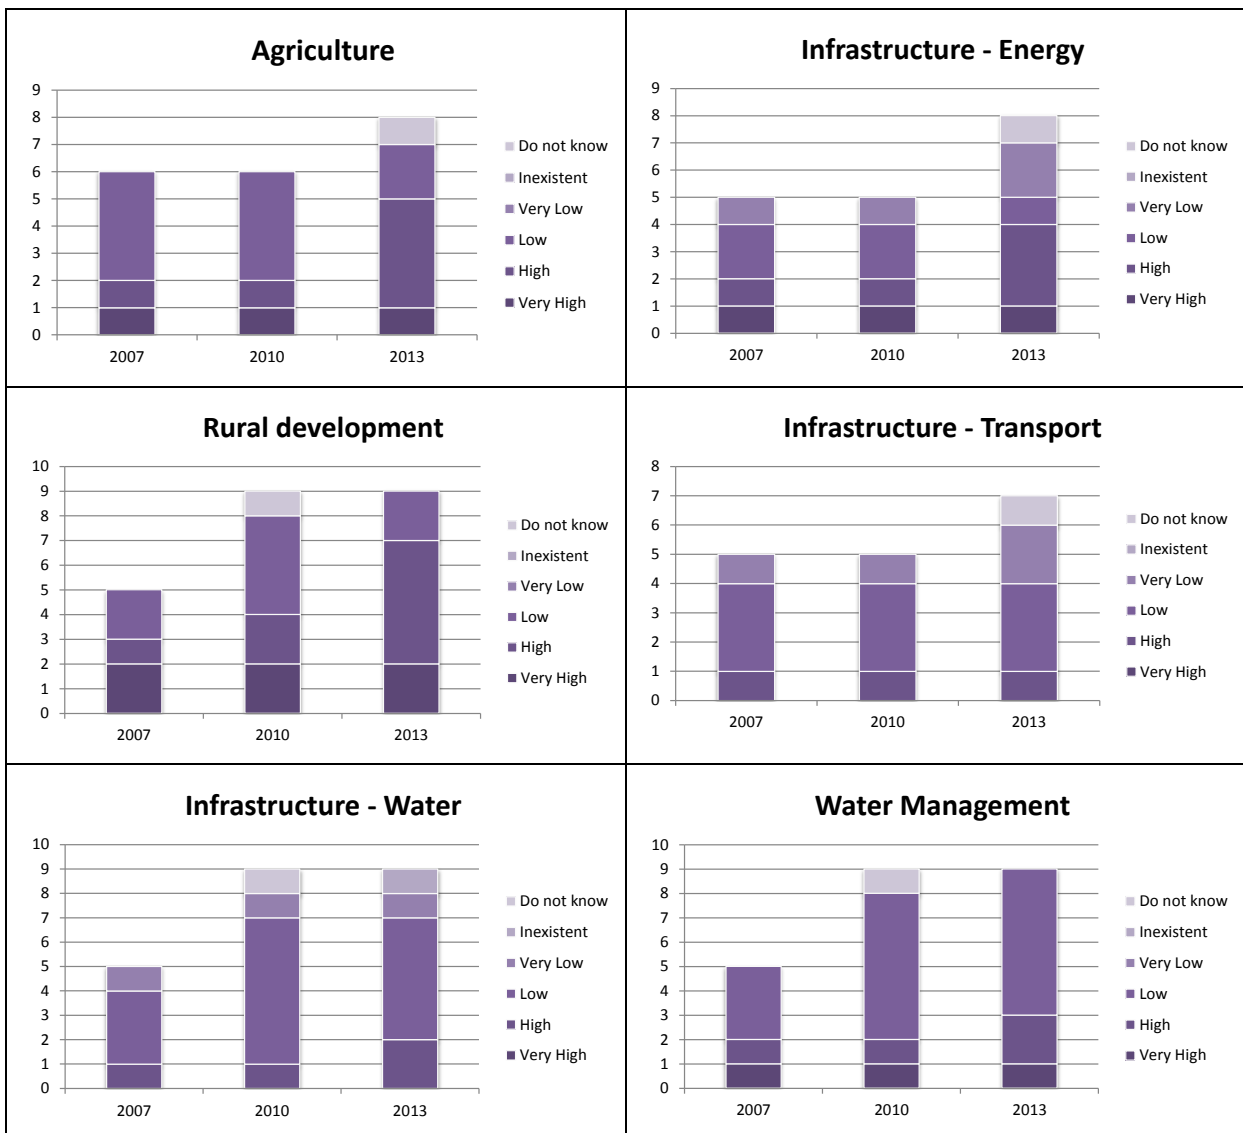 Agriculture
9
8
7
6
5
4
3
2
1
0
2007 2010 2013
Do not know
Inexistent
Very Low
Low
High
Very High
Infrastructure - Energy
9
8
7
6
5
4
3
2
1
0
2007 2010 2013
Do not know
Inexistent
Very Low
Low
High
Very High
Rural development
10
9
8
7
6
5
4
3
2
1
0
2007 2010 2013
Do not know
Inexistent
Very Low
Low
High
Very High
Infrastructure - Transport
8
7
6
5
4
3
2
1
0
2007 2010 2013
Do not know
Inexistent
Very Low
Low
High
Very High
Infrastructure - Water
10
9
8
7
6
5
4
3
2
1
0
2007 2010 2013
Do not know
Inexistent
Very Low
Low
High
Very High
Water Management
10
9
8
7
6
5
4
3
2
1
0
2007 2010 2013
Do not know
Inexistent
Very Low
Low
High
Very High